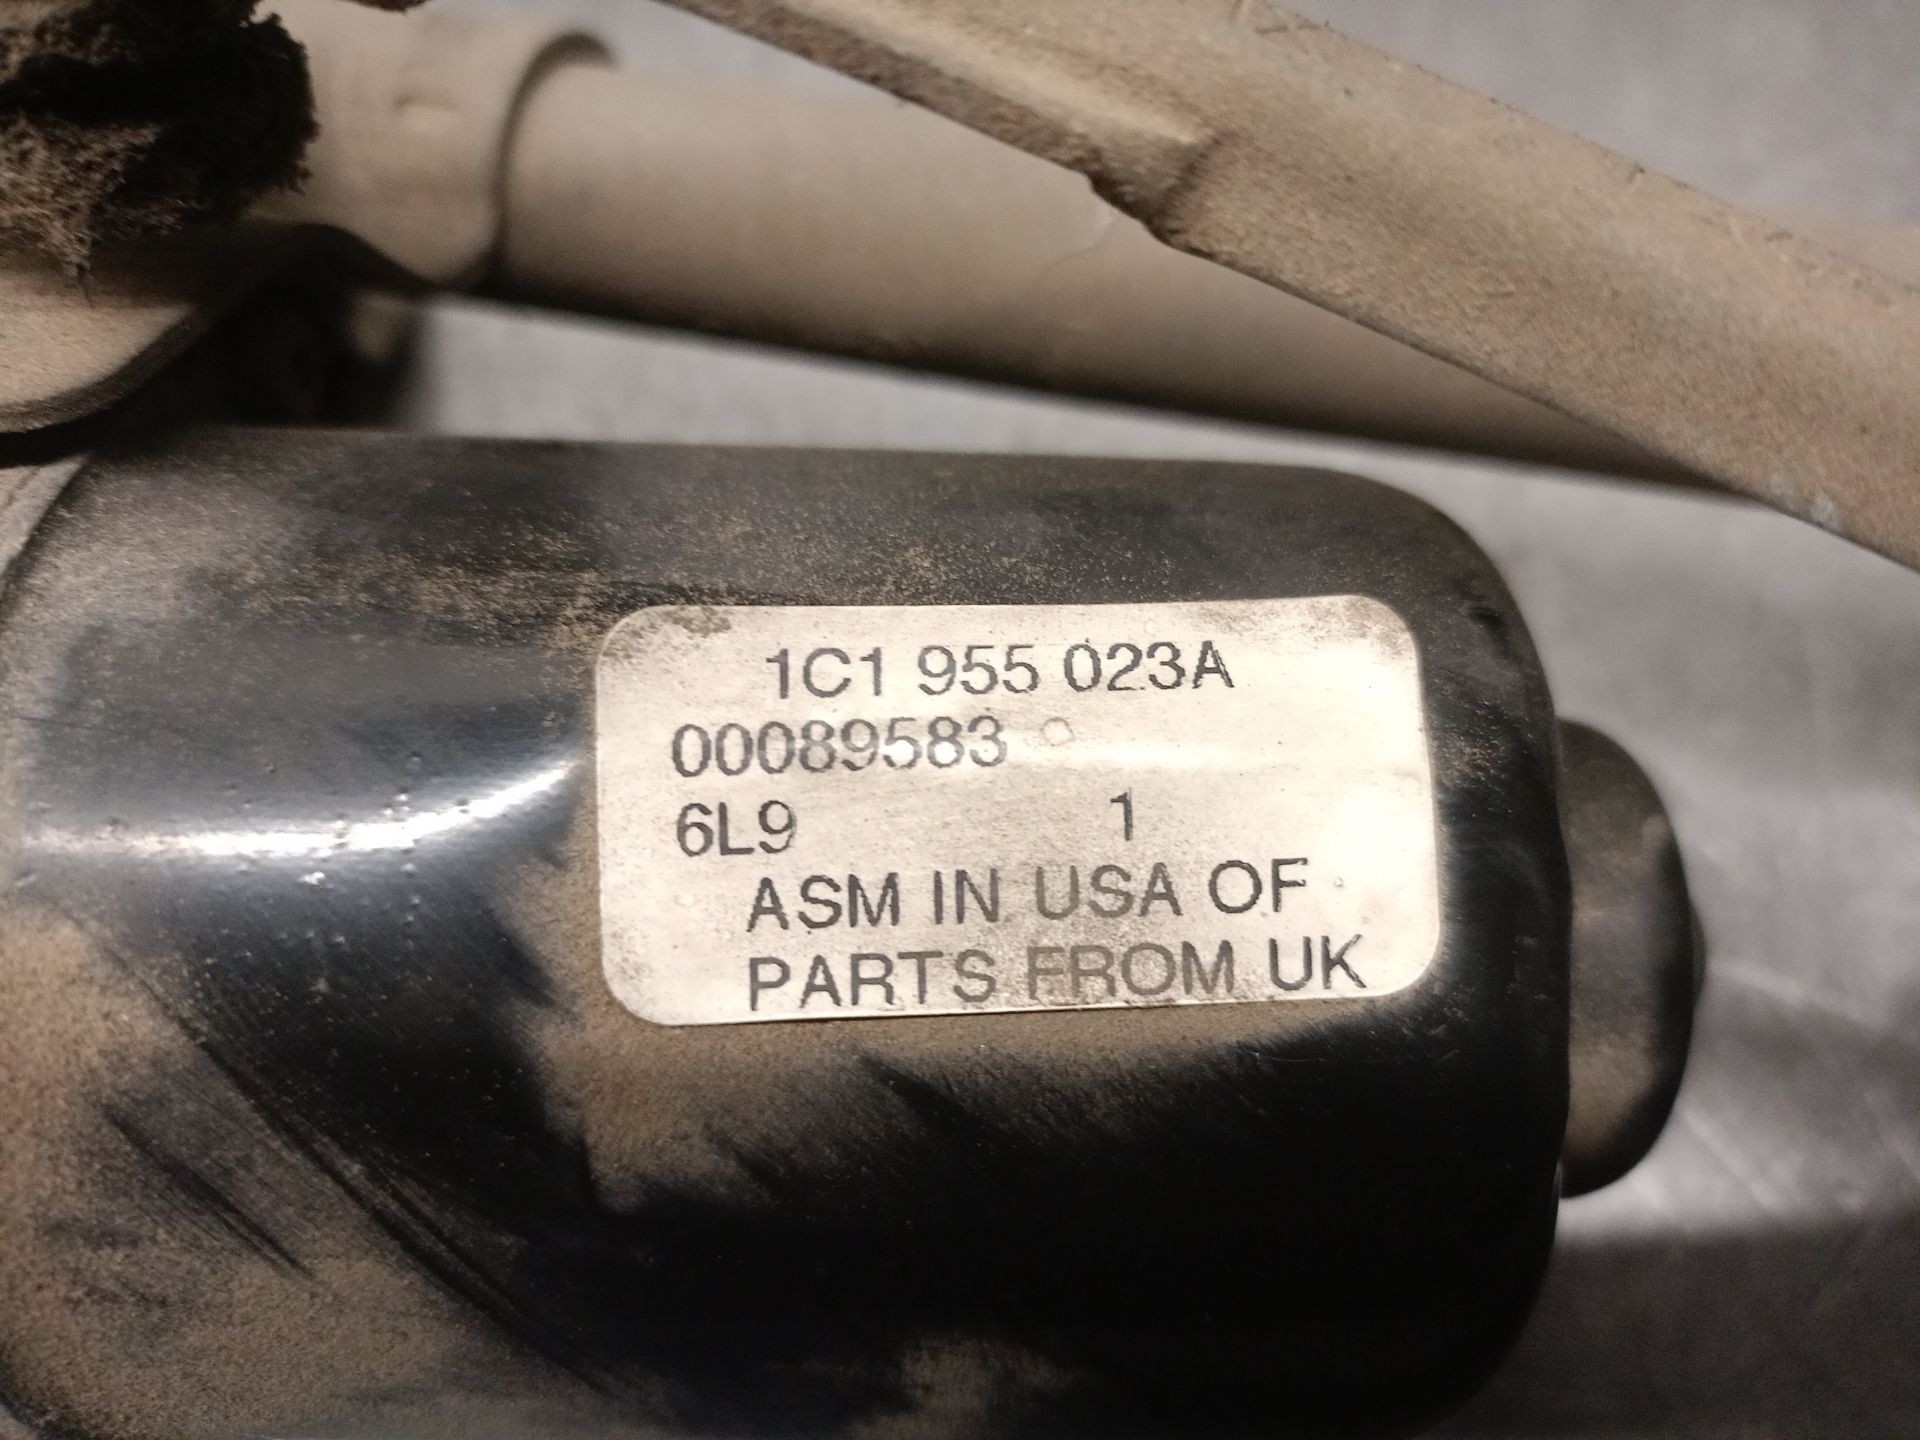 1C1 955 023A
00089583
6L9 1
ASM IN USA OF
PARTS FROM UK